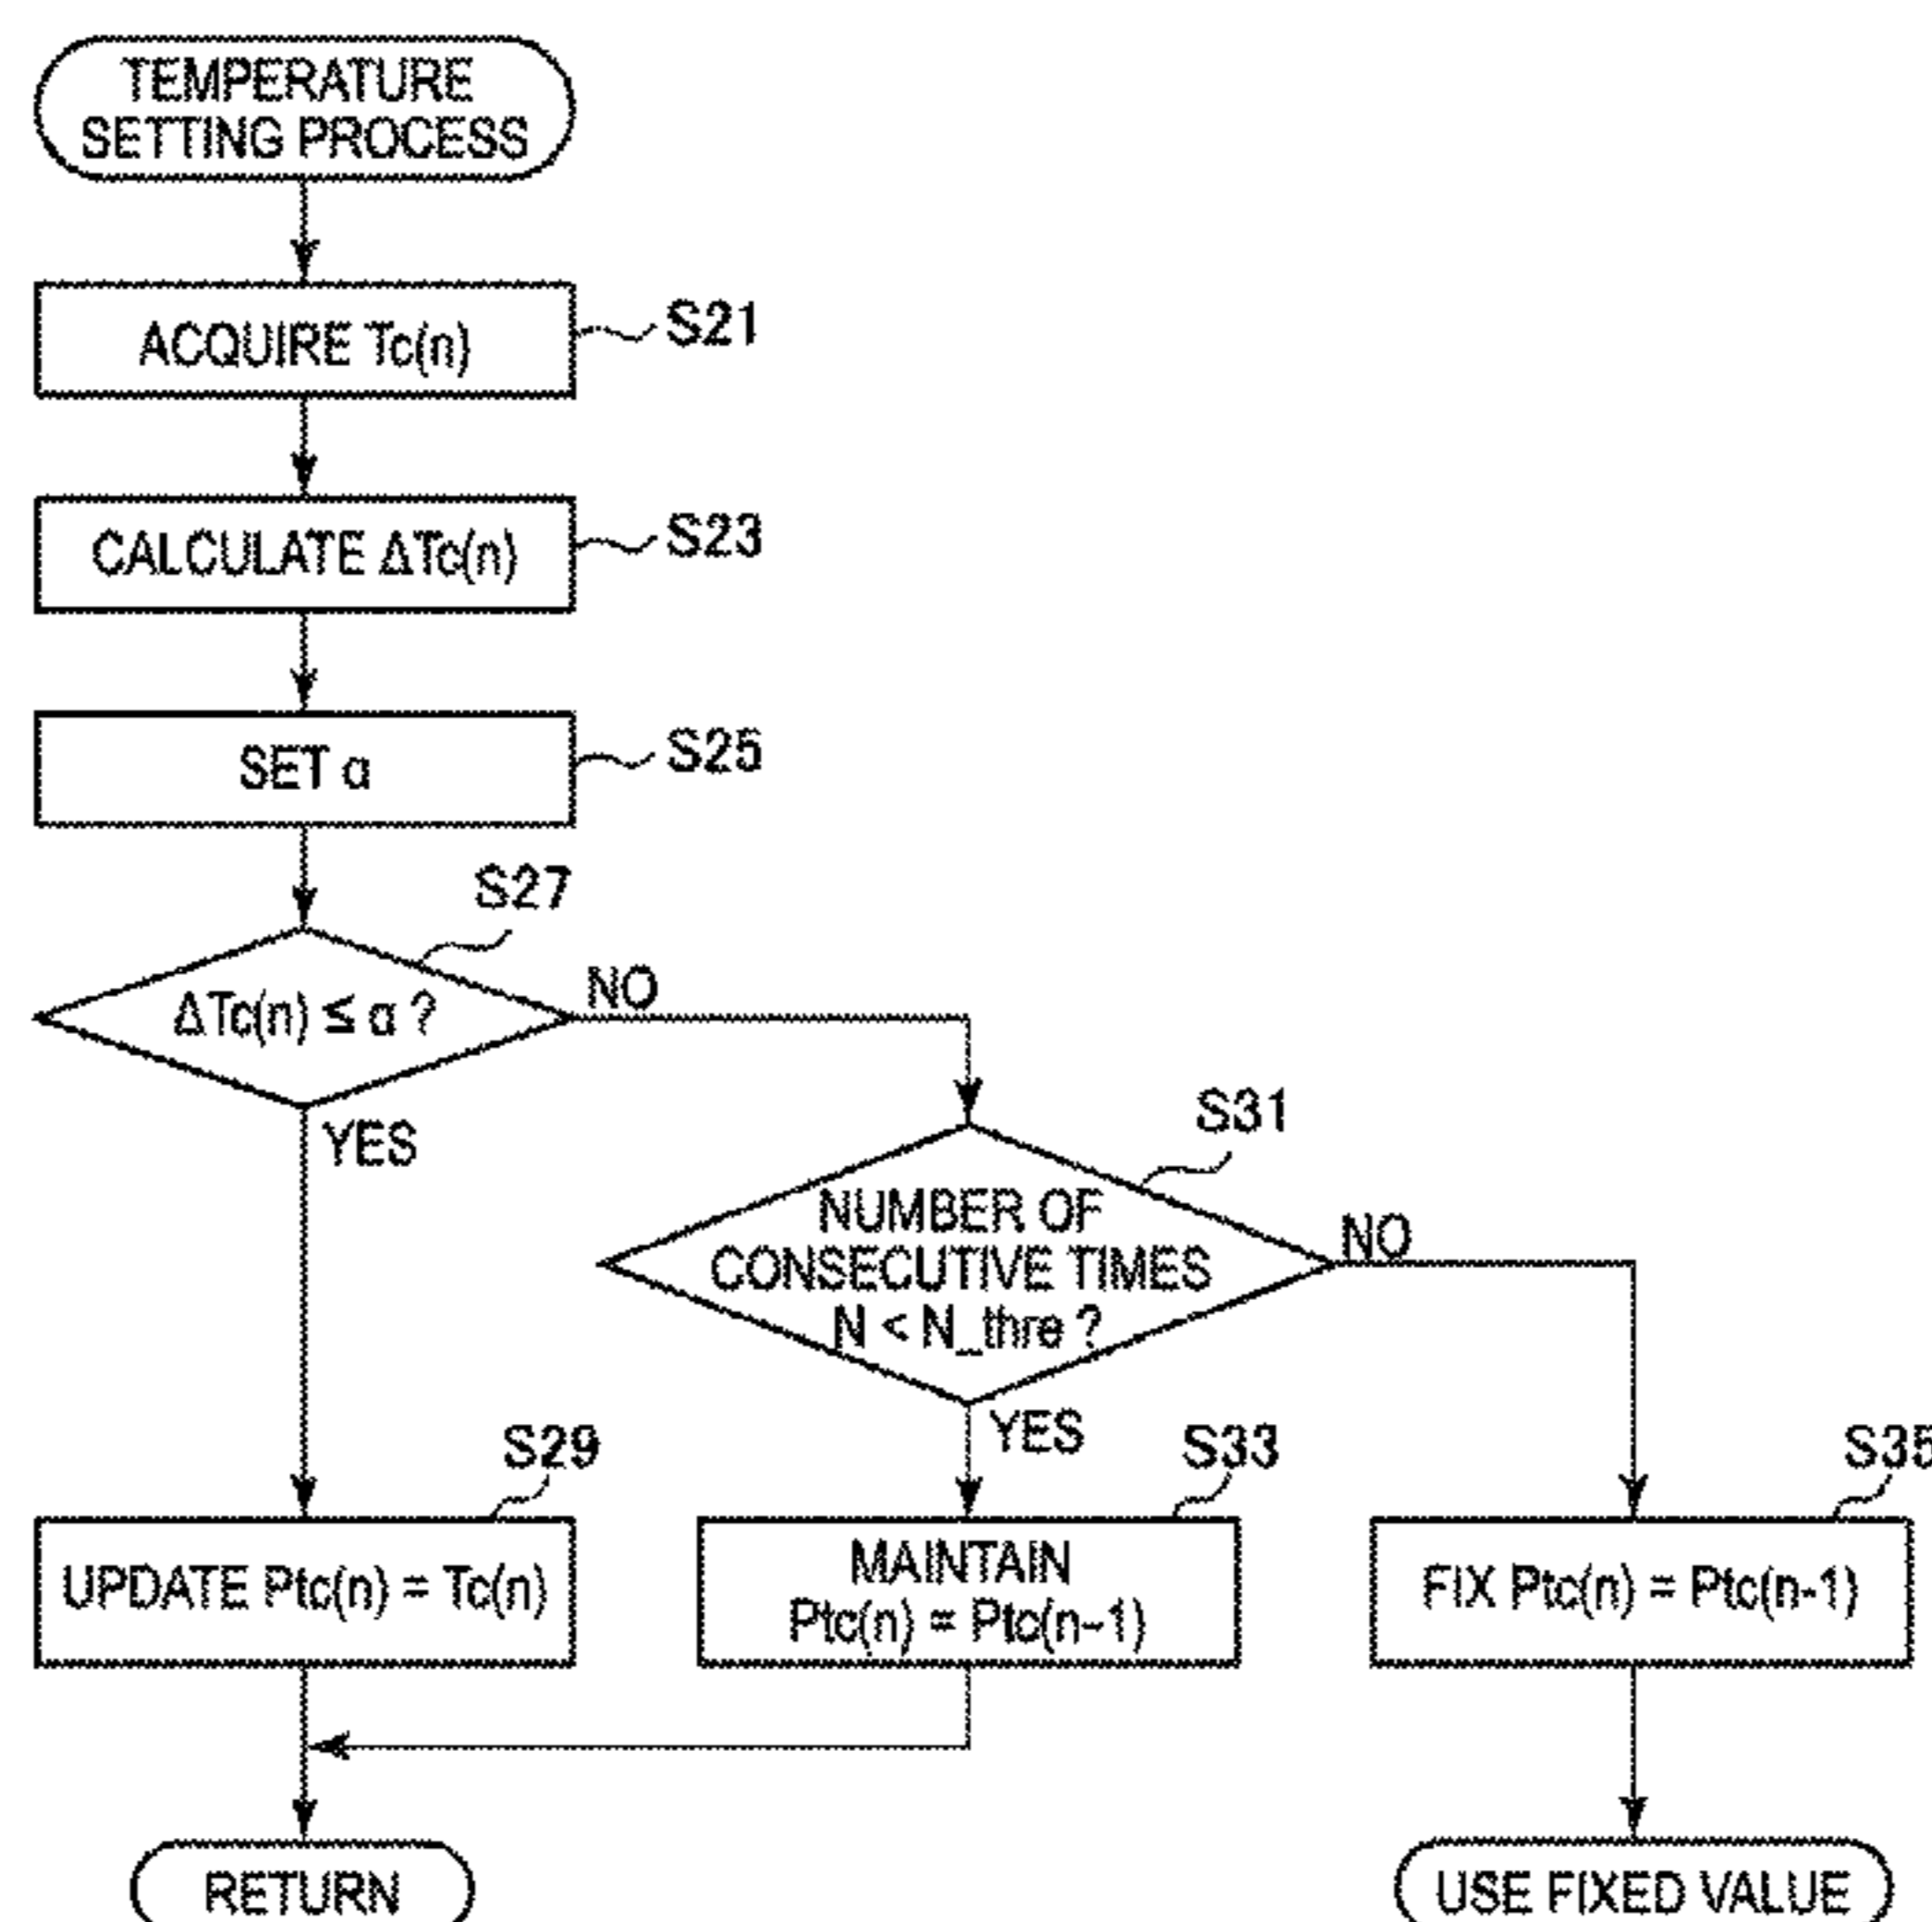 TEMPERATURE
SETTING PROCESS
ACQUIRE Tc(n)
S21
CALCULATE ΔTc(n)
S23
SET α
S25
S27
ΔTc(n) ≤ α ?
NO
YES
S31
NUMBER OF
CONSECUTIVE TIMES
N < N_thre ?
NO
YES
S29
UPDATE Ptc(n) = Tc(n)
S33
MAINTAIN
Ptc(n) = Ptc(n-1)
S35
FIX Ptc(n) = Ptc(n-1)
RETURN
USE FIXED VALUE